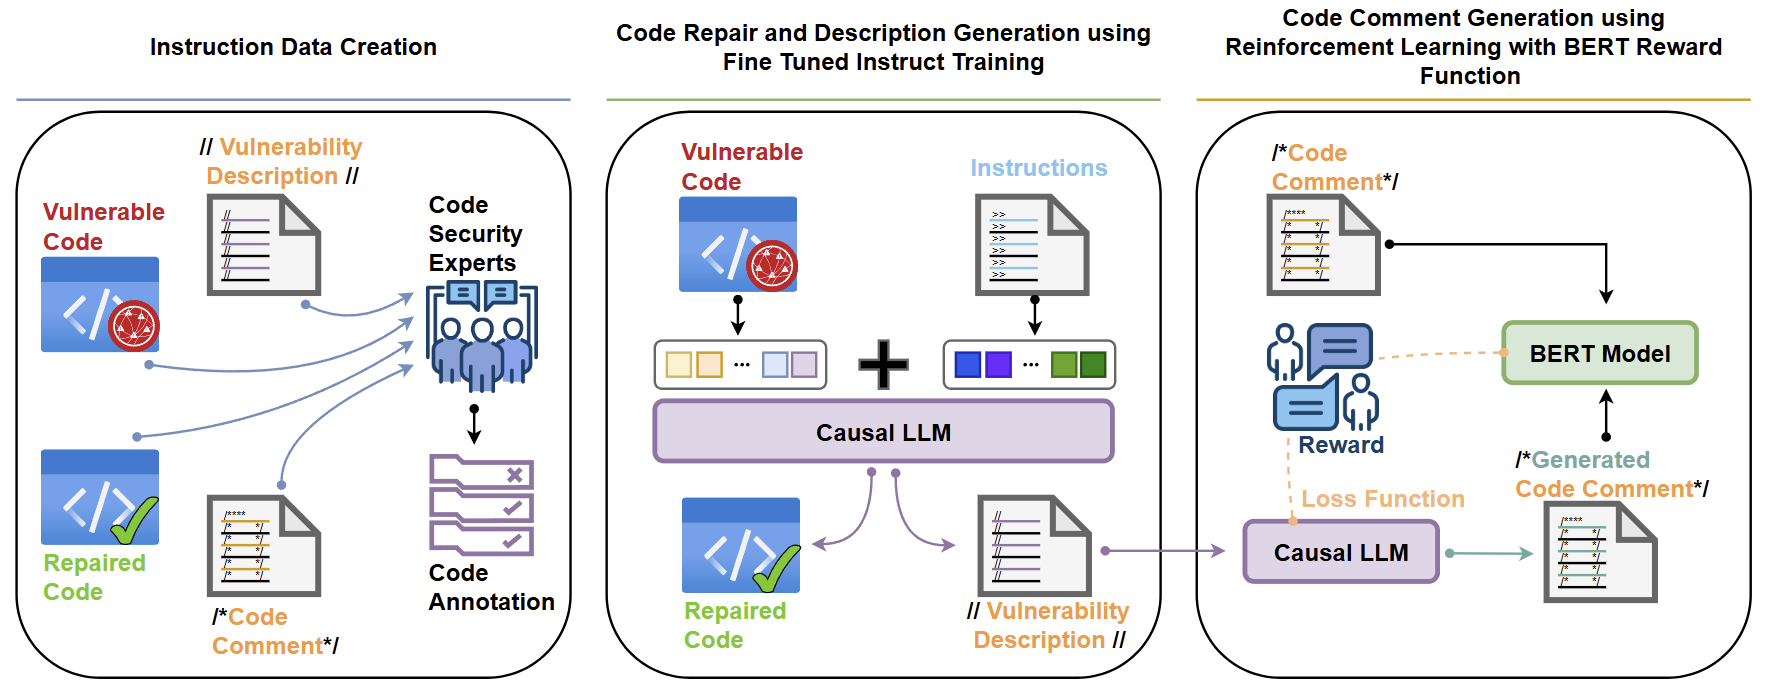 Instruction Data Creation
// Vulnerability
Description //
Vulnerable
Code
//
//
//
//
//
//
Code
Security
Experts
Repaired
Code
/****
/* */
/* */
/* */
/* */
/*Code
Comment*/
Code
Annotation
Code Repair and Description Generation using
Fine Tuned Instruct Training
Vulnerable
Code
Instructions
>>
>>
>>
>>
>>
>>
...
...
Causal LLM
Repaired
Code
//
//
//
//
//
//
// Vulnerability
Description //
Code Comment Generation using
Reinforcement Learning with BERT Reward
Function
/*Code
Comment*/
/****
/* */
/* */
/* */
/* */
/* */
BERT Model
Reward
/*Generated
Code Comment*/
Loss Function
Causal LLM
/****
/* */
/* */
/* */
/* */